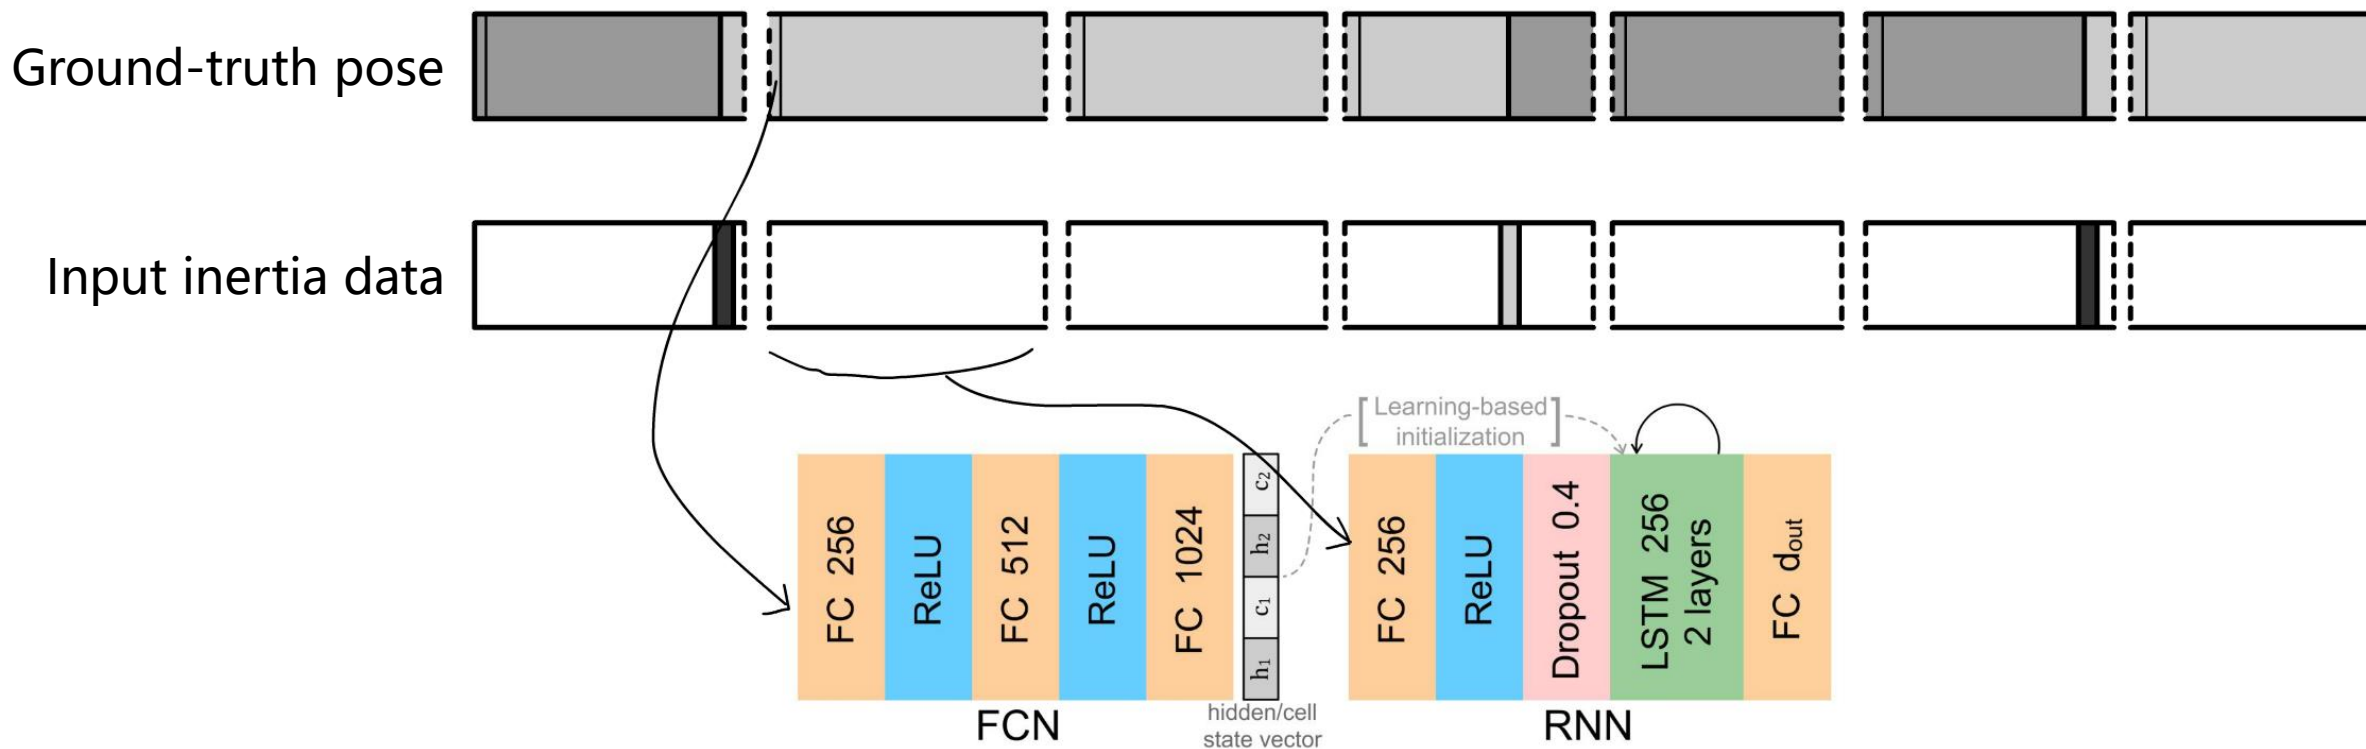 Ground-truth pose
Input inertia data
[Learning-based
initialization]
FC 256
ReLU
FC 512
ReLU
FC 1024
c₂
h₂
c₁
h₁
FC 256
ReLU
Dropout 0.4
LSTM 256
2 layers
FC dout
FCN
hidden/cell
state vector
RNN